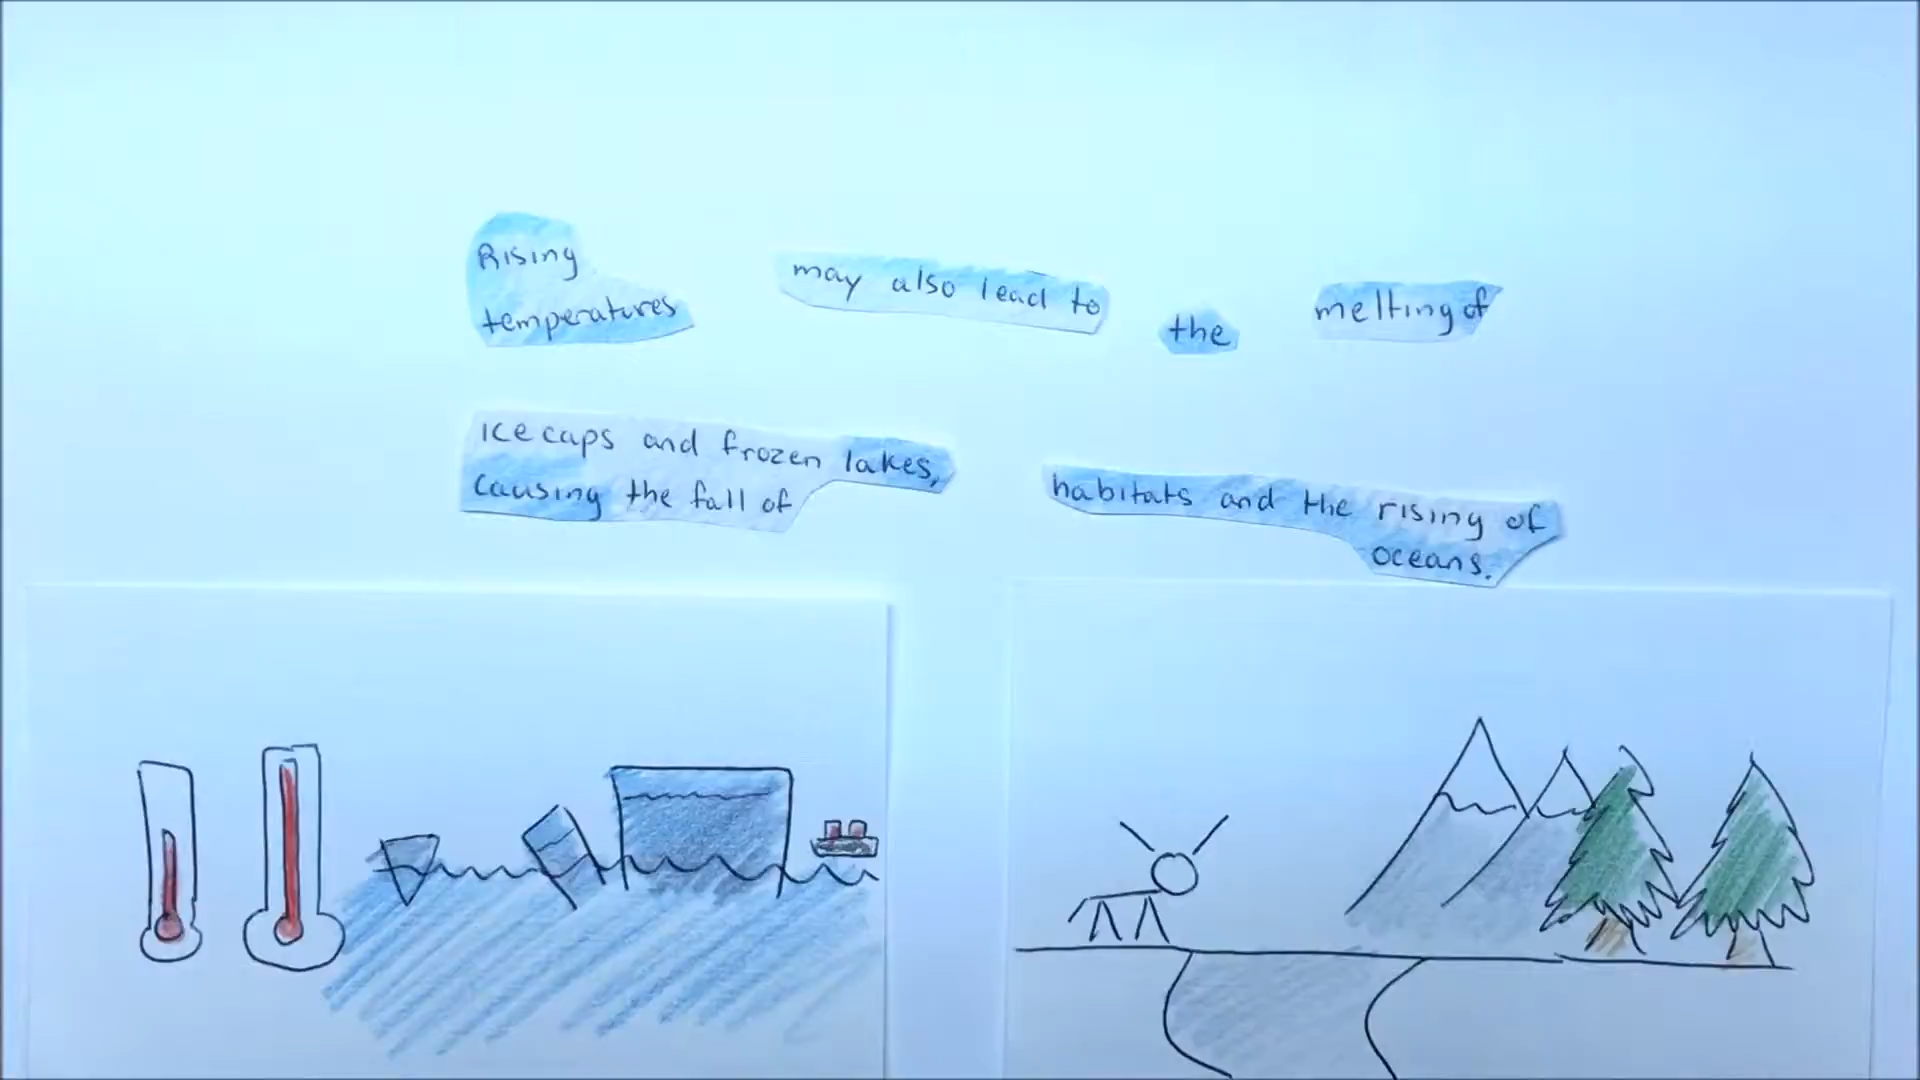 Rising
temperatures
may also lead to
the
melting of
ice caps and frozen lakes,
causing the fall of
habitats and the rising of
oceans.